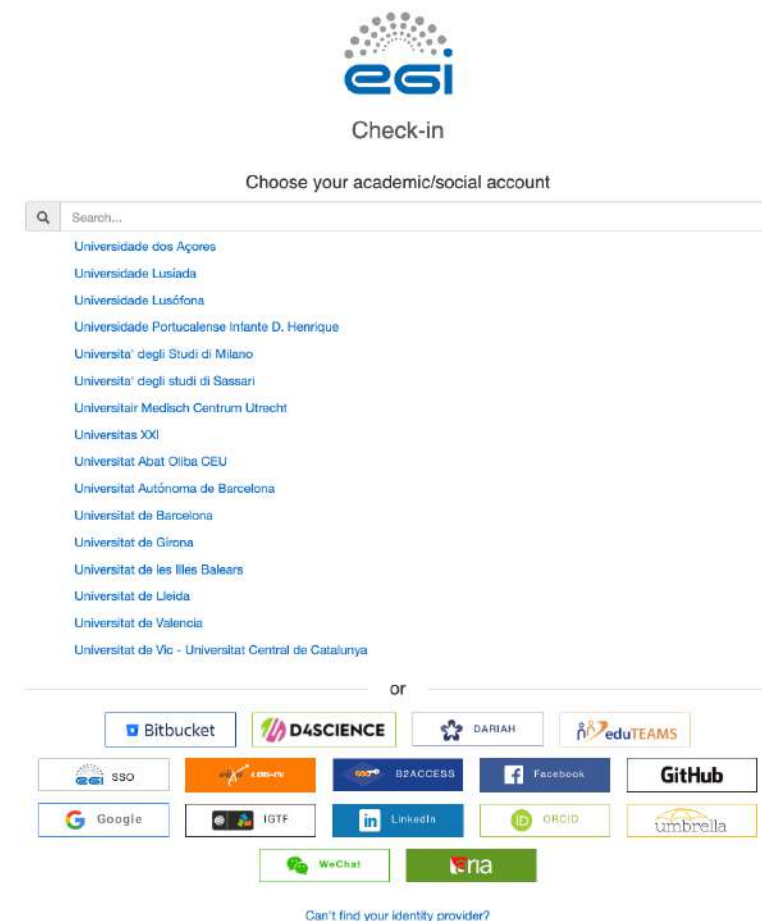 egi
Check-in
Choose your academic/social account
Search...
Universidade dos Açores
Universidade Lusíada
Universidade Lusófona
Universidade Portucalense Infante D. Henrique
Universita' degli Studi di Milano
Universita' degli studi di Sassari
Universitair Medisch Centrum Utrecht
Universitas XXI
Universitat Abat Oliba CEU
Universitat Autónoma de Barcelona
Universitat de Barcelona
Universitat de Girona
Universitat de les Illes Balears
Universitat de Lleida
Universitat de Valencia
Universitat de Vic - Universitat Central de Catalunya
or
Bitbucket D4SCIENCE DARIAH eduTEAMS
egi SSO B2ACCESS Facebook GitHub
Google IGTF LinkedIn ORCID umbrella
WeChat eria
Can't find your identity provider?